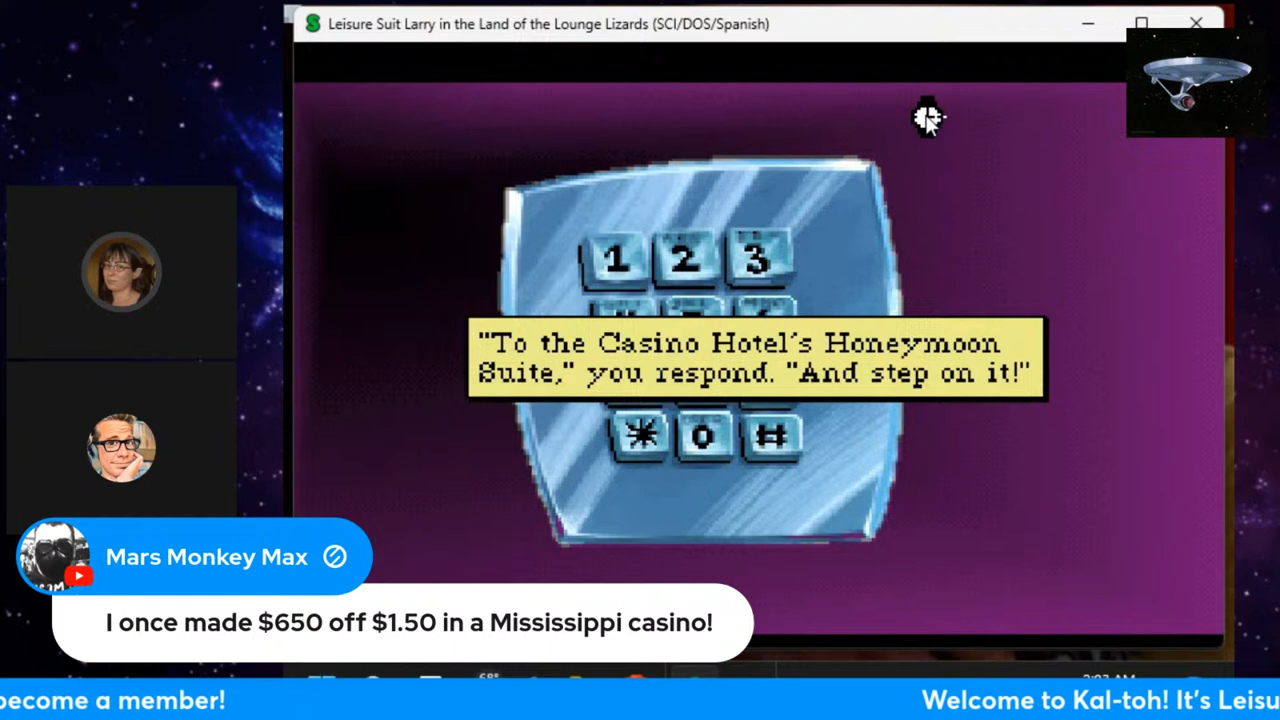 Leisure Suit Larry in the Land of the Lounge Lizards (SCI/DOS/Spanish)
1 2 3
"To the Casino Hotel's Honeymoon
Suite," you respond. "And step on it!"
* 0 #
Mars Monkey Max
I once made $650 off $1.50 in a Mississippi casino!
68°
become a member!
Welcome to Kal-toh! It's Leisu